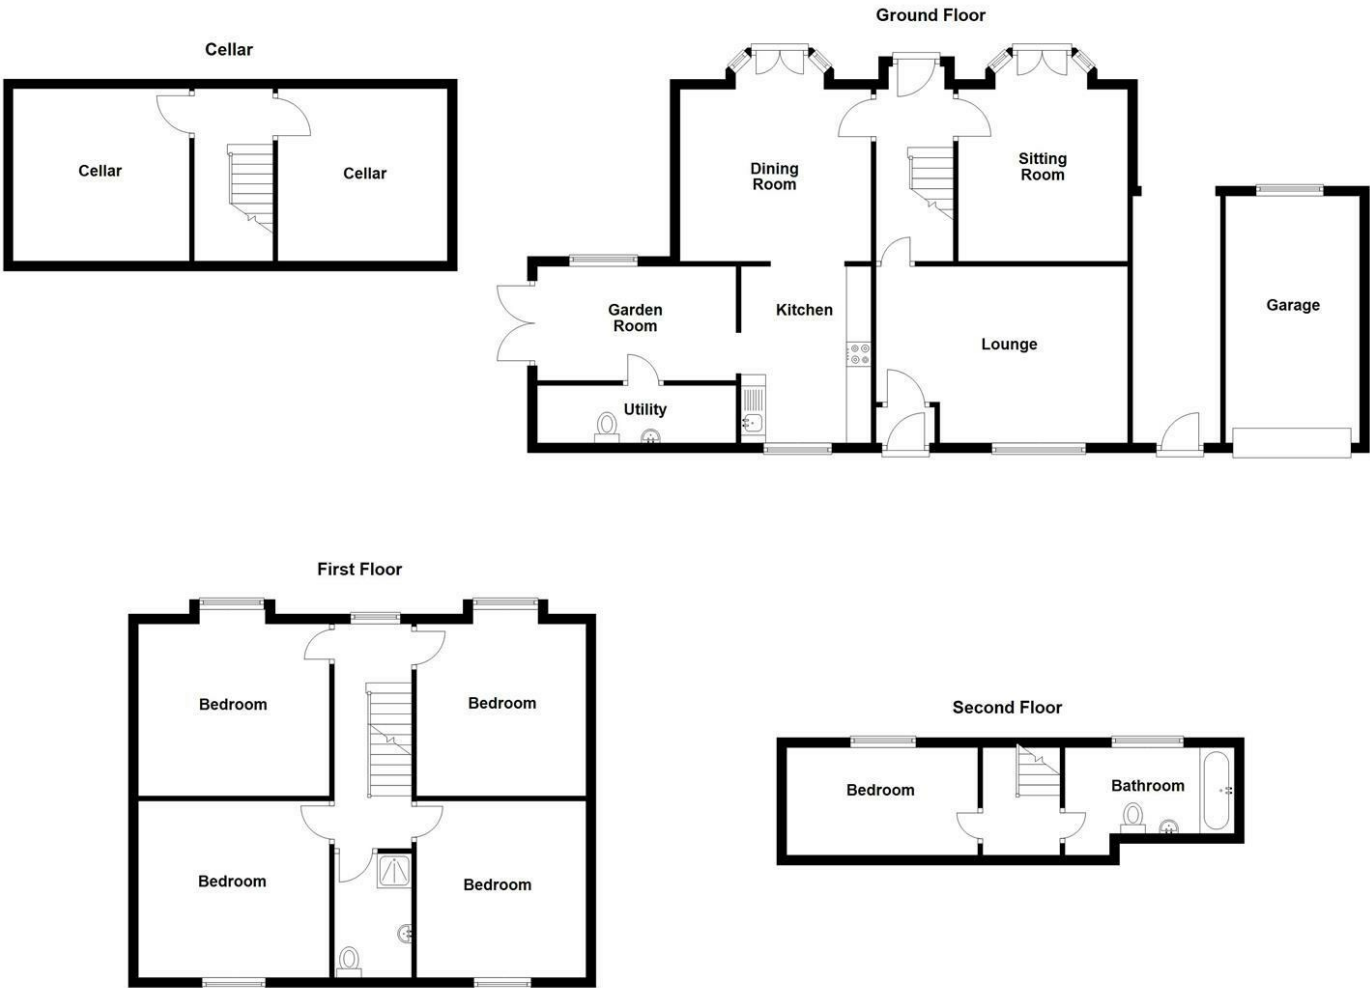 Cellar
Cellar
Cellar
Ground Floor
Dining
Room
Sitting
Room
Garden
Room
Kitchen
Lounge
Garage
Utility
First Floor
Bedroom
Bedroom
Bedroom
Bedroom
Second Floor
Bedroom
Bathroom